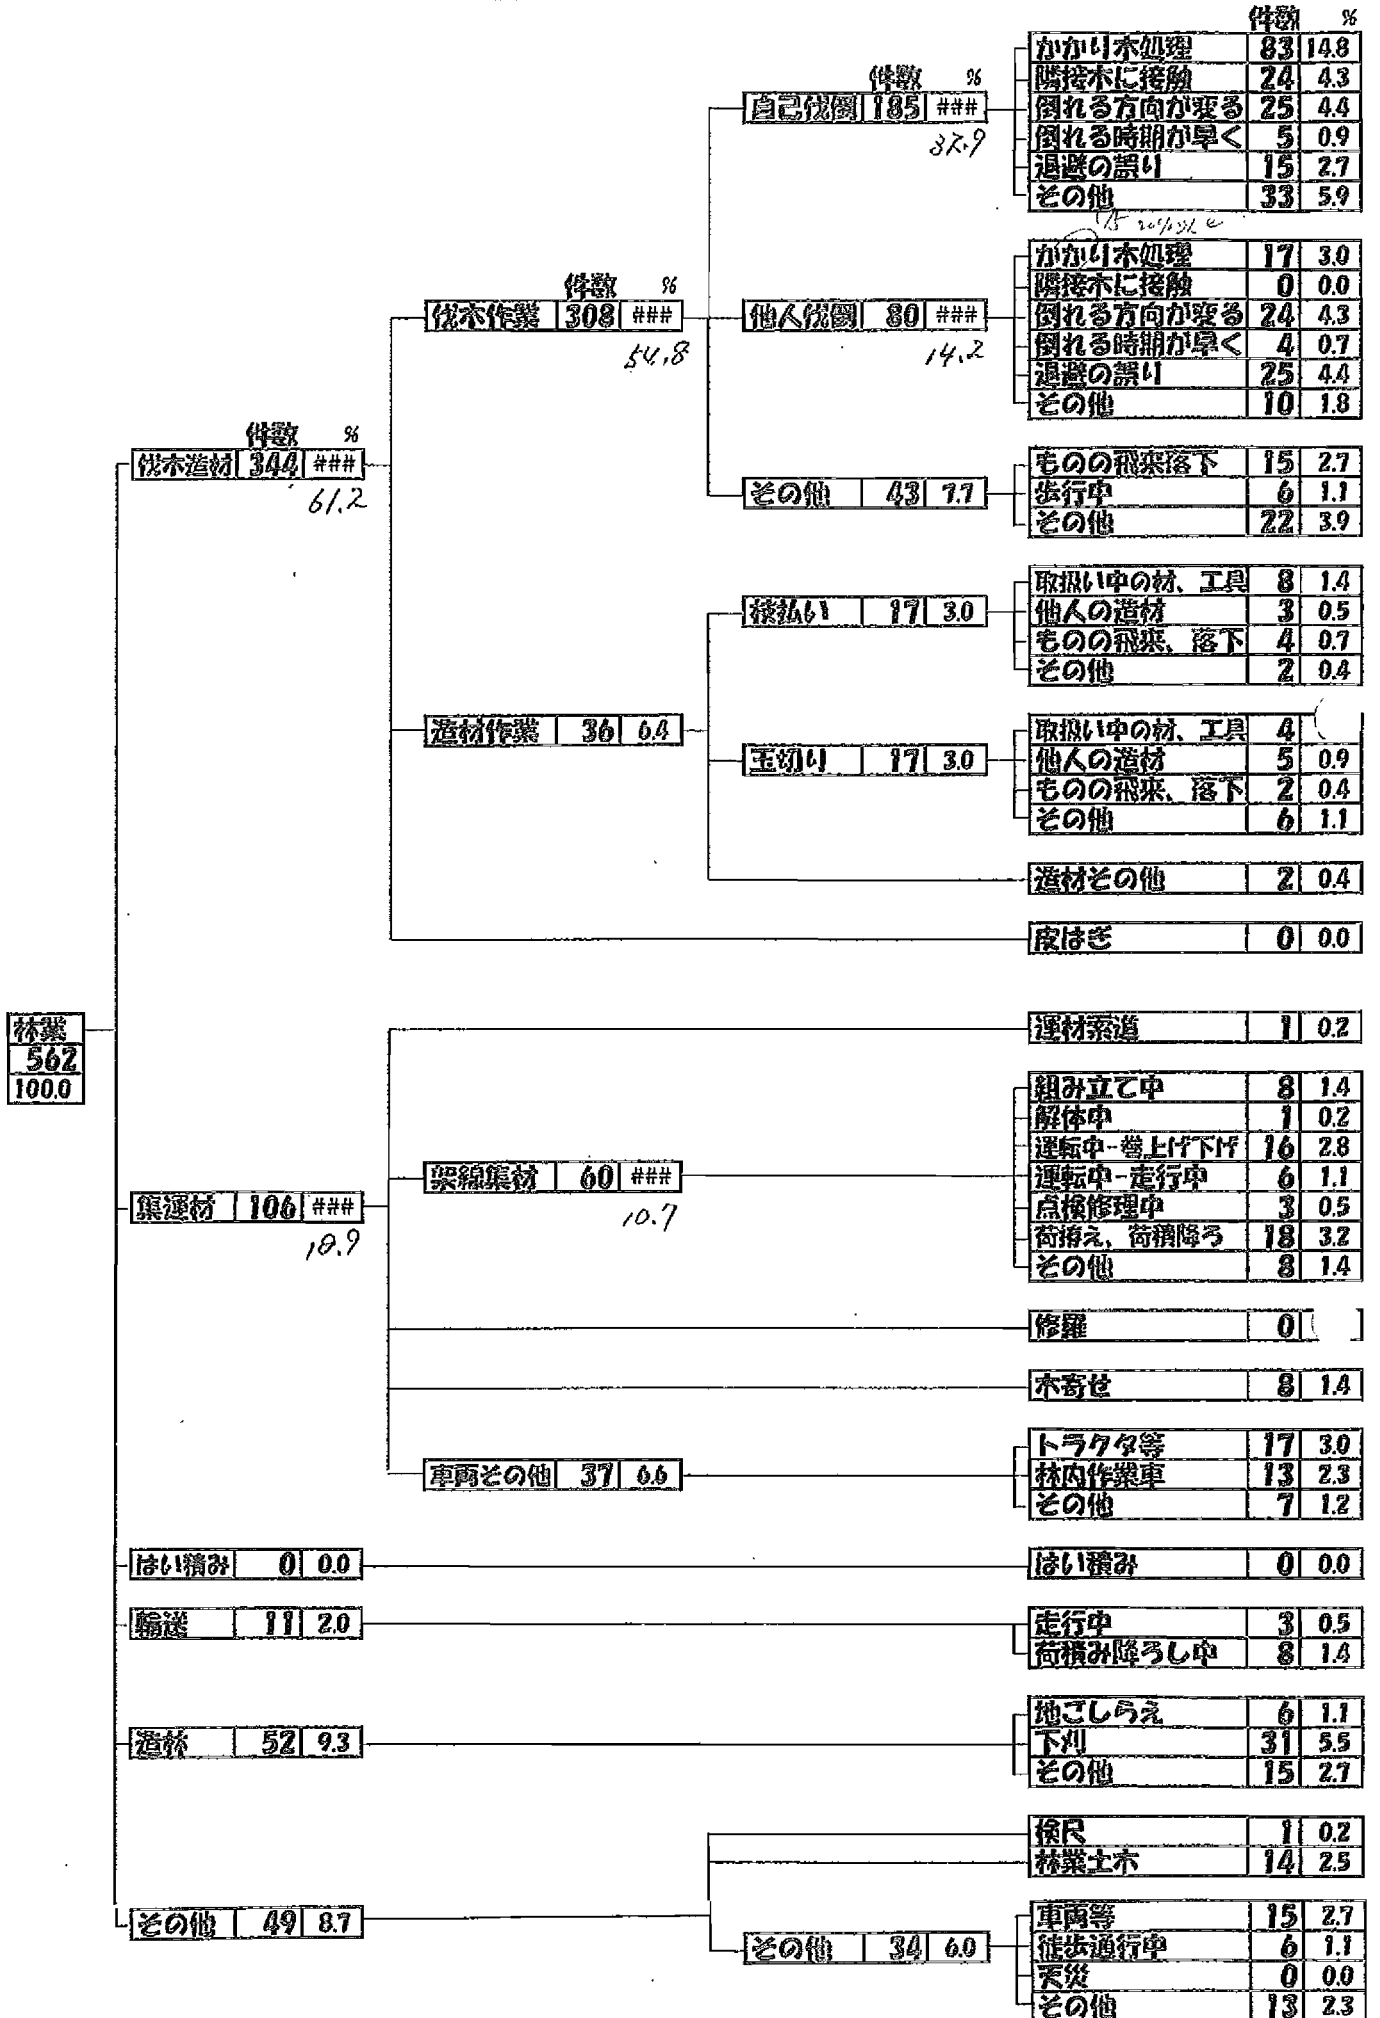 件数 %
かかり木処理 83 14.8
隣接木に接触 24 4.3
倒れる方向が変る 25 4.4
倒れる時期が早く 5 0.9
退避の誤り 15 2.7
その他 33 5.9
件数 %
自己伐倒 185 ###
37.9
かかり木処理 17 3.0
隣接木に接触 0 0.0
倒れる方向が変る 24 4.3
倒れる時期が早く 4 0.7
退避の誤り 25 4.4
その他 10 1.8
件数 %
伐木作業 308 ###
54.8
他人伐倒 80 ###
14.2
件数 %
伐木造材 344 ###
61.2
その他 43 7.7
ものの飛来落下 15 2.7
歩行中 6 1.1
その他 22 3.9
枝払い 17 3.0
取扱い中の材、工具 8 1.4
他人の造材 3 0.5
ものの飛来、落下 4 0.7
その他 2 0.4
造材作業 36 6.4
玉切り 17 3.0
取扱い中の材、工具 4
他人の造材 5 0.9
ものの飛来、落下 2 0.4
その他 6 1.1
造材その他 2 0.4
皮はぎ 0 0.0
林業
562
100.0
運材索道 1 0.2
集運材 106 ###
18.9
架線集材 60 ###
10.7
組み立て中 8 1.4
解体中 1 0.2
運転中-巻上げ下げ 16 2.8
運転中-走行中 6 1.1
点検修理中 3 0.5
荷拵え、荷積降ろ 18 3.2
その他 8 1.4
修羅 0
木寄せ 8 1.4
車両その他 37 6.6
トラクタ等 17 3.0
林内作業車 13 2.3
その他 7 1.2
はい積み 0 0.0
はい積み 0 0.0
輸送 11 2.0
走行中 3 0.5
荷積み降ろし中 8 1.4
造林 52 9.3
地ごしらえ 6 1.1
下刈 31 5.5
その他 15 2.7
その他 49 8.7
検尺 1 0.2
林業土木 14 2.5
その他 34 6.0
車両等 15 2.7
徒歩通行中 6 1.1
天災 0 0.0
その他 13 2.3